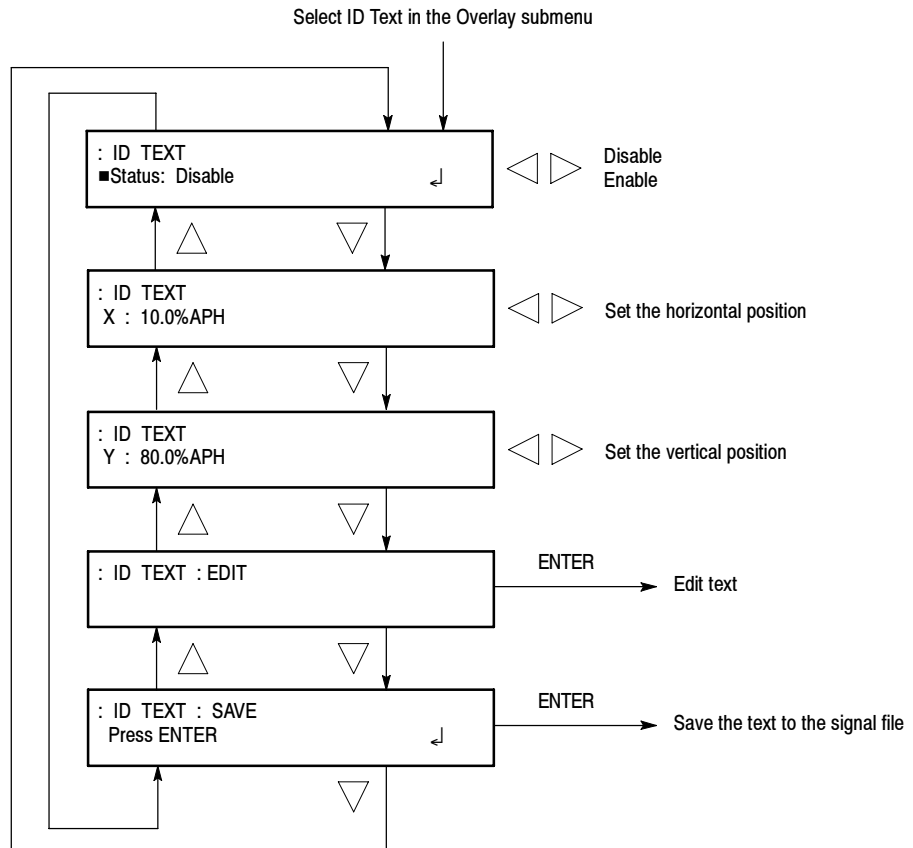 Select ID Text in the Overlay submenu
: ID TEXT
■Status: Disable ↲
Disable
Enable
: ID TEXT
X : 10.0%APH
Set the horizontal position
: ID TEXT
Y : 80.0%APH
Set the vertical position
: ID TEXT : EDIT
ENTER
Edit text
: ID TEXT : SAVE
Press ENTER ↲
ENTER
Save the text to the signal file